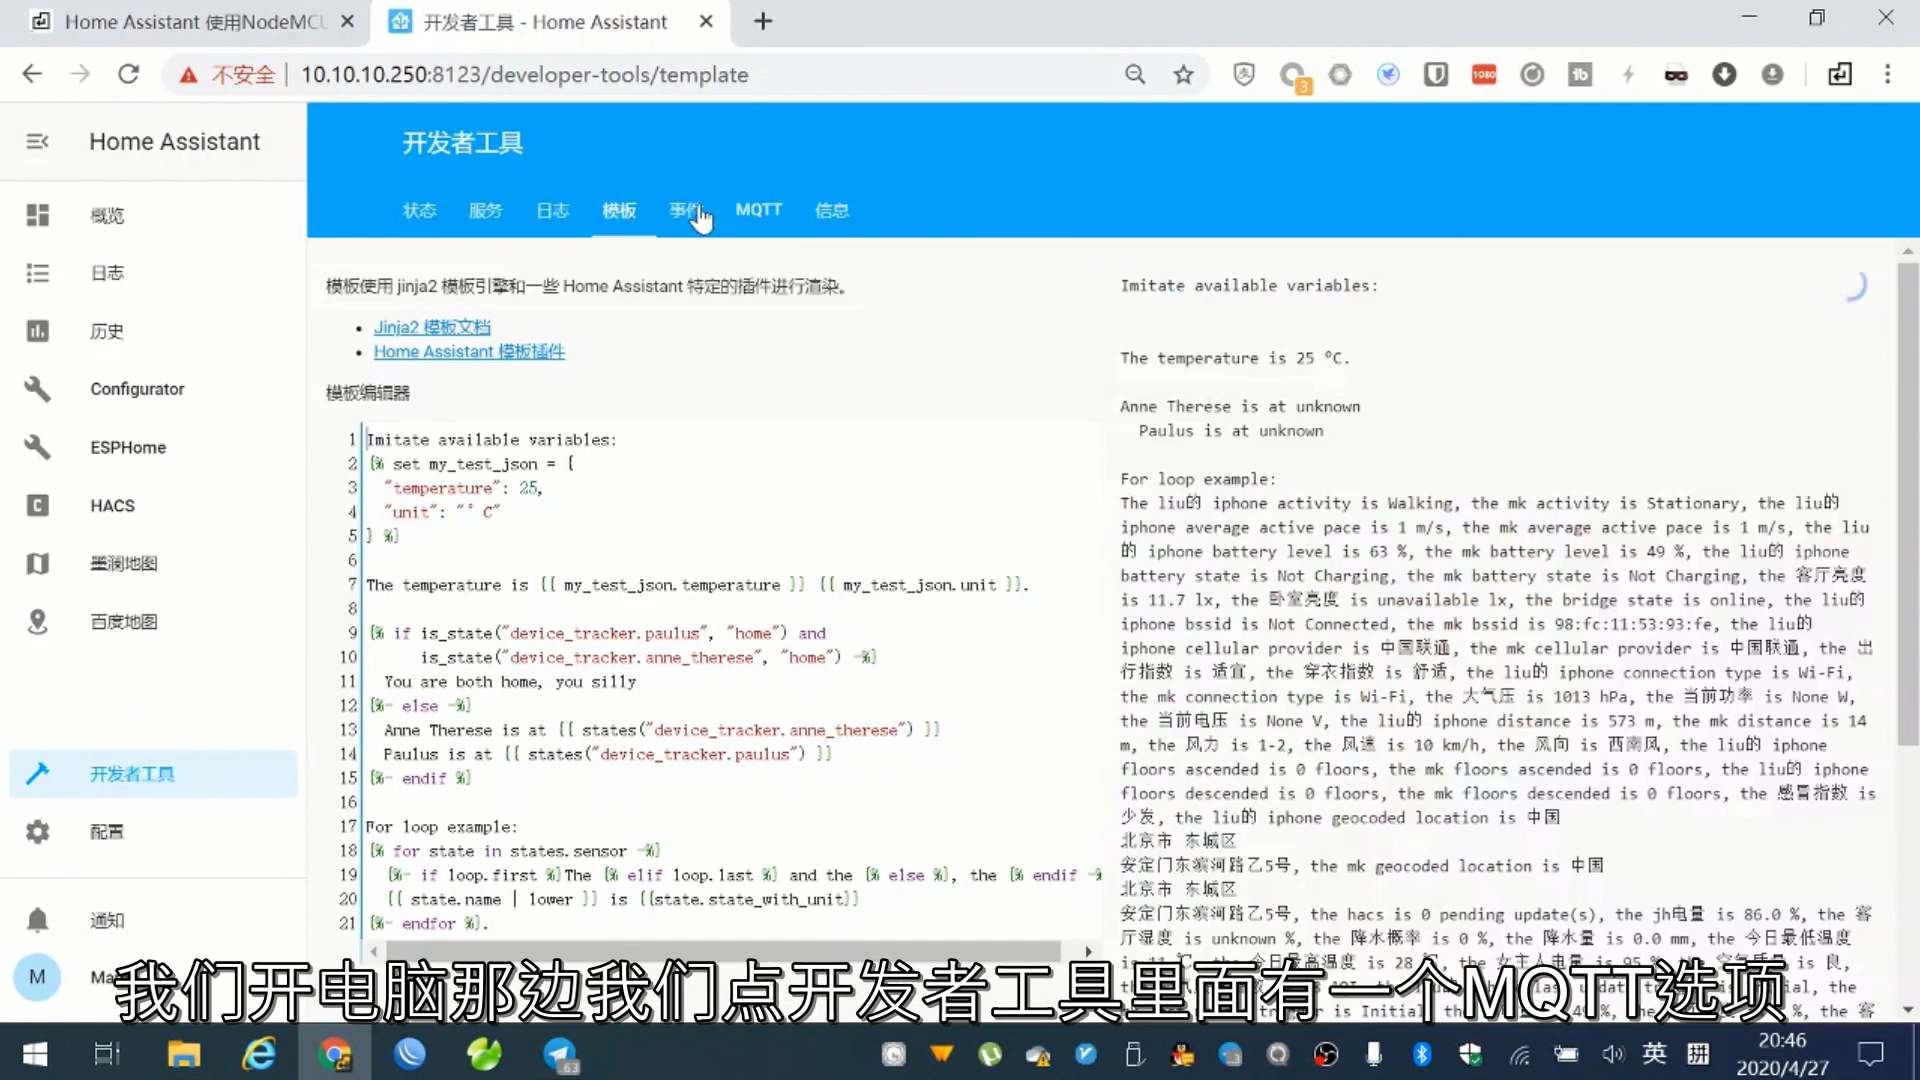 Home Assistant 使用NodeMCU
开发者工具 - Home Assistant
不安全
10.10.10.250:8123/developer-tools/template
3
1080
Home Assistant
概览
日志
历史
Configurator
ESPHome
HACS
墨澜地图
百度地图
开发者工具
配置
通知
M
开发者工具
状态 服务 日志 模板 事件 MQTT 信息
模板使用 jinja2 模板引擎和一些 Home Assistant 特定的插件进行渲染。
• Jinja2 模板文档
• Home Assistant 模板插件
模板编辑器
1 Imitate available variables:
2 {% set my_test_json = {
3 "temperature": 25,
4 "unit": "°C"
5 } %}
6
7 The temperature is {{ my_test_json.temperature }} {{ my_test_json.unit }}.
8
9 {% if is_state("device_tracker.paulus", "home") and
10 is_state("device_tracker.anne_therese", "home") -%}
11 You are both home, you silly
12 {%- else -%}
13 Anne Therese is at {{ states("device_tracker.anne_therese") }}
14 Paulus is at {{ states("device_tracker.paulus") }}
15 {%- endif %}
16
17 For loop example:
18 {% for state in states.sensor -%}
19 {%- if loop.first %}The {% elif loop.last %} and the {% else %}, the {% endif -%
20 {{ state.name | lower }} is {{state.state_with_unit}}
21 {%- endfor %}.
Imitate available variables:
The temperature is 25 °C.
Anne Therese is at unknown
Paulus is at unknown
For loop example:
The liu的 iphone activity is Walking, the mk activity is Stationary, the liu的
iphone average active pace is 1 m/s, the mk average active pace is 1 m/s, the liu
的 iphone battery level is 63 %, the mk battery level is 49 %, the liu的 iphone
battery state is Not Charging, the mk battery state is Not Charging, the 客厅亮度
is 11.7 lx, the 卧室亮度 is unavailable lx, the bridge state is online, the liu的
iphone bssid is Not Connected, the mk bssid is 98:fc:11:53:93:fe, the liu的
iphone cellular provider is 中国联通, the mk cellular provider is 中国联通, the 出
行指数 is 适宜, the 穿衣指数 is 舒适, the liu的 iphone connection type is Wi-Fi,
the mk connection type is Wi-Fi, the 大气压 is 1013 hPa, the 当前功率 is None W,
the 当前电压 is None V, the liu的 iphone distance is 573 m, the mk distance is 14
m, the 风力 is 1-2, the 风速 is 10 km/h, the 风向 is 西南风, the liu的 iphone
floors ascended is 0 floors, the mk floors ascended is 0 floors, the liu的 iphone
floors descended is 0 floors, the mk floors descended is 0 floors, the 感冒指数 is
少发, the liu的 iphone geocoded location is 中国
北京市 东城区
安定门东滨河路乙5号, the mk geocoded location is 中国
北京市 东城区
安定门东滨河路乙5号, the hacs is 0 pending update(s), the jh电量 is 86.0 %, the 客
厅湿度 is unknown %, the 降水概率 is 0 %, the 降水量 is 0.0 mm, the 今日最低温度
我们开电脑那边我们点开发者工具里面有一个MQTT选项
.63
英
拼
20:46
2020/4/27